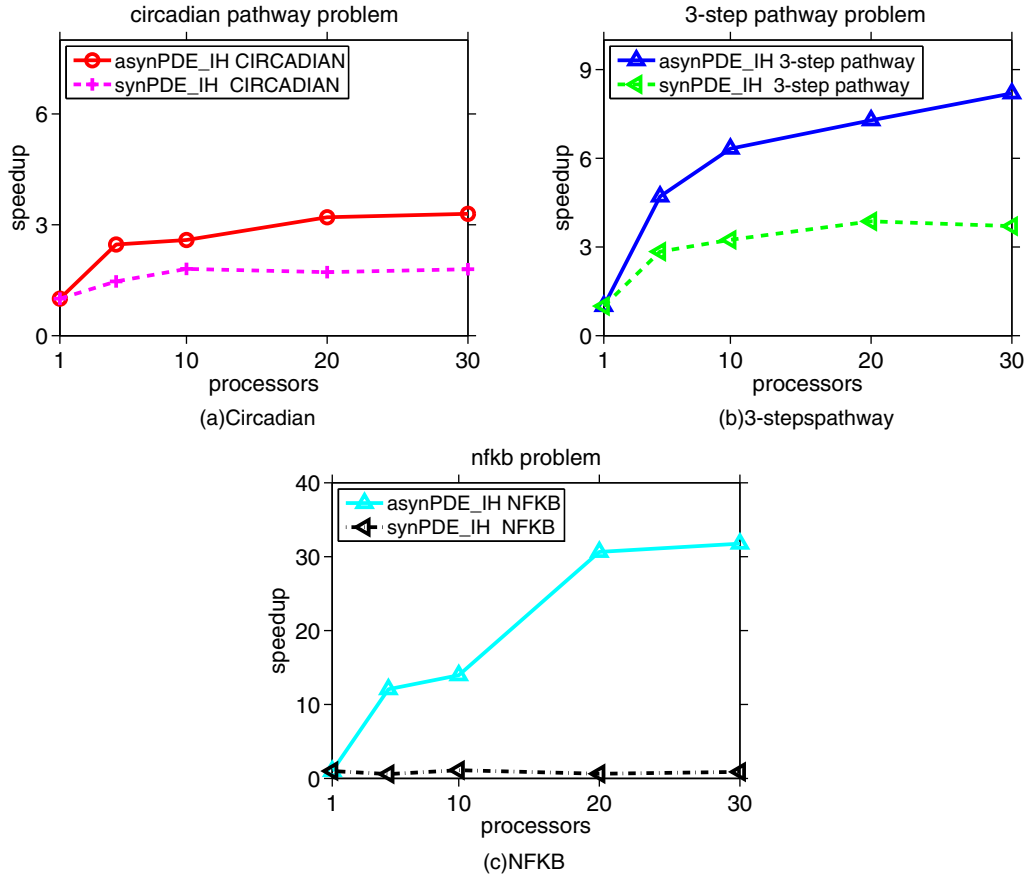 circadian pathway problem
asynPDE_IH CIRCADIAN
synPDE_IH CIRCADIAN
6
3
0
speedup
1 10 20 30
processors
(a)Circadian
3-step pathway problem
asynPDE_IH 3-step pathway
synPDE_IH 3-step pathway
9
6
3
0
speedup
1 10 20 30
processors
(b)3-stepspathway
nfkb problem
asynPDE_IH NFKB
synPDE_IH NFKB
40
30
20
10
0
speedup
1 10 20 30
processors
(c)NFKB